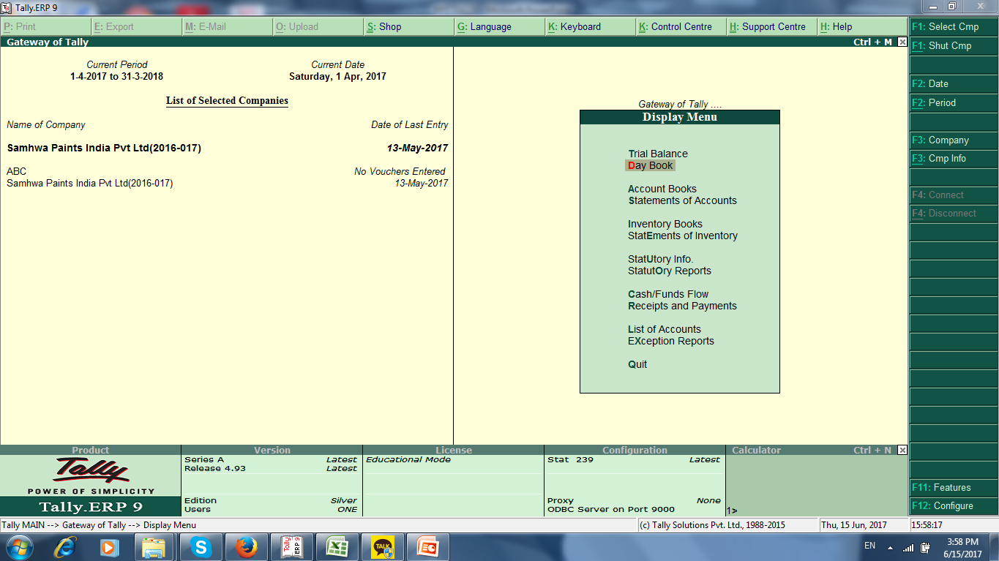 Tally.ERP 9
P: Print E: Export M: E-Mail O: Upload S: Shop G: Language K: Keyboard K: Control Centre H: Support Centre H: Help
Gateway of Tally Ctrl + M
Current Period Current Date
1-4-2017 to 31-3-2018 Saturday, 1 Apr, 2017
List of Selected Companies
Name of Company Date of Last Entry
Samhwa Paints India Pvt Ltd(2016-017) 13-May-2017
ABC No Vouchers Entered
Samhwa Paints India Pvt Ltd(2016-017) 13-May-2017
Gateway of Tally ....
Display Menu
Trial Balance
Day Book
Account Books
Statements of Accounts
Inventory Books
StatEments of Inventory
StatUtory Info.
StatutOry Reports
Cash/Funds Flow
Receipts and Payments
List of Accounts
EXception Reports
Quit
F1: Select Cmp
F1: Shut Cmp
F2: Date
F2: Period
F3: Company
F3: Cmp Info
F4: Connect
F4: Disconnect
F11: Features
F12: Configure
Product
Tally
POWER OF SIMPLICITY
Tally.ERP 9
Version
Series A Latest
Release 4.93 Latest
Edition Silver
Users ONE
License
Educational Mode
Configuration
Stat 239 Latest
Proxy None
ODBC Server on Port 9000
Calculator Ctrl + N
1>
Tally MAIN --> Gateway of Tally --> Display Menu (c) Tally Solutions Pvt. Ltd., 1988-2015 Thu, 15 Jun, 2017 15:58:17
Tally
ERP 9
TALK
EN
3:58 PM
6/15/2017